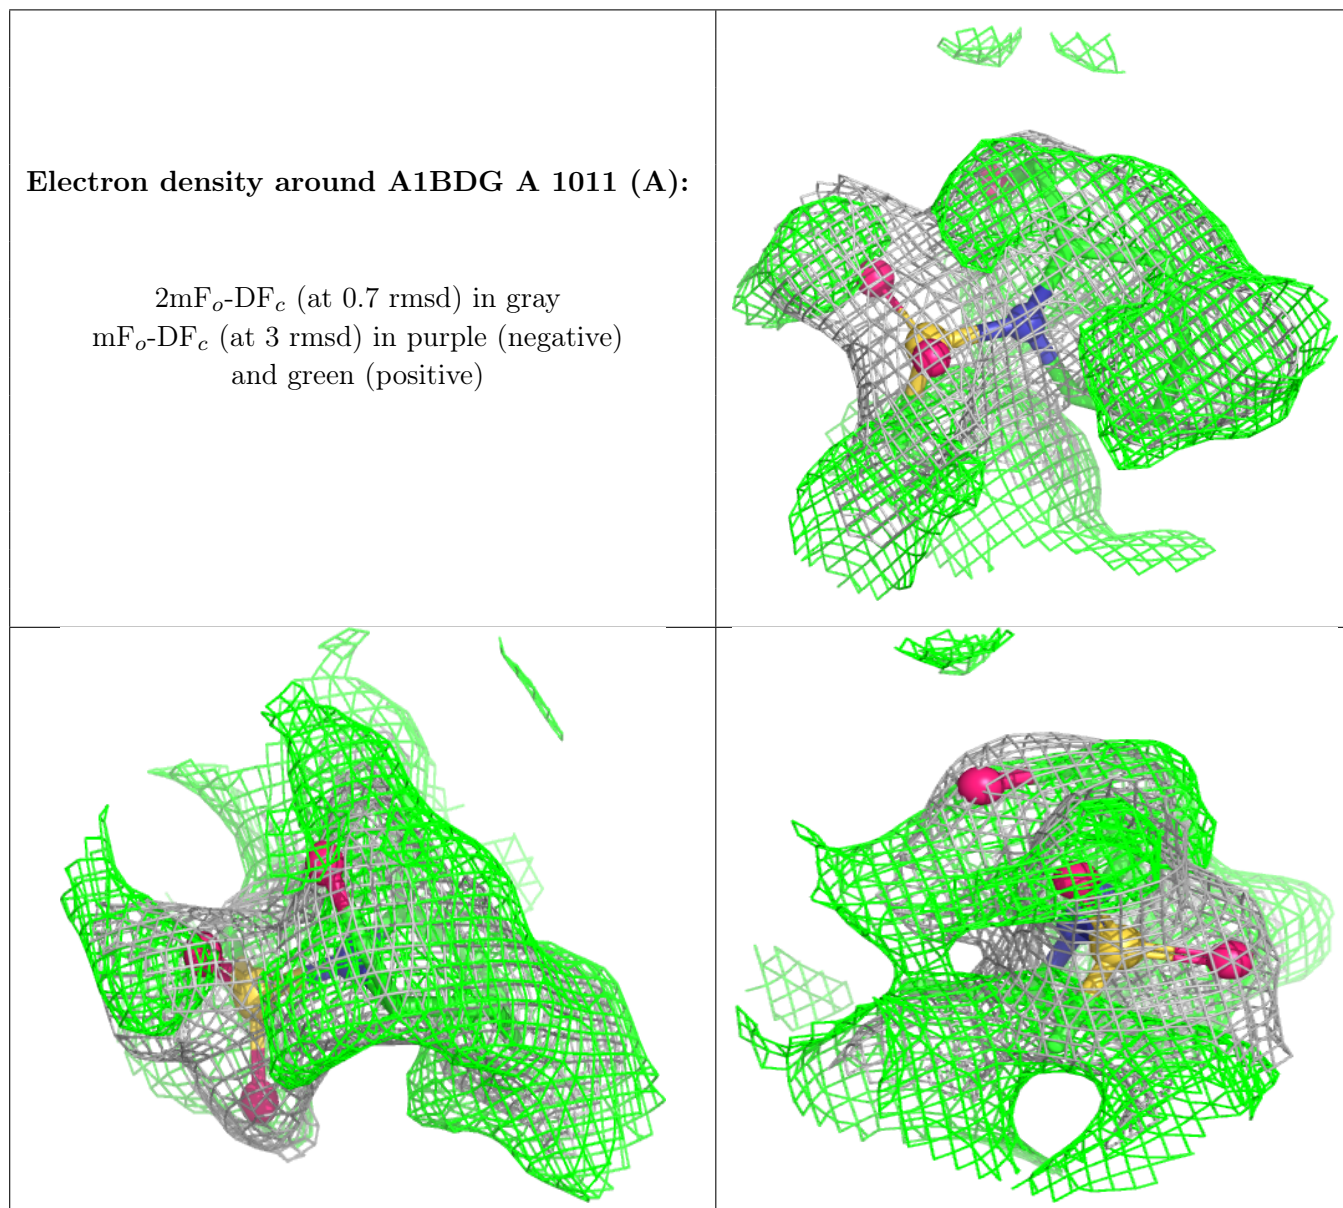 Electron density around A1BDG A 1011 (A):
2mFo-DFc (at 0.7 rmsd) in gray
mFo-DFc (at 3 rmsd) in purple (negative)
and green (positive)